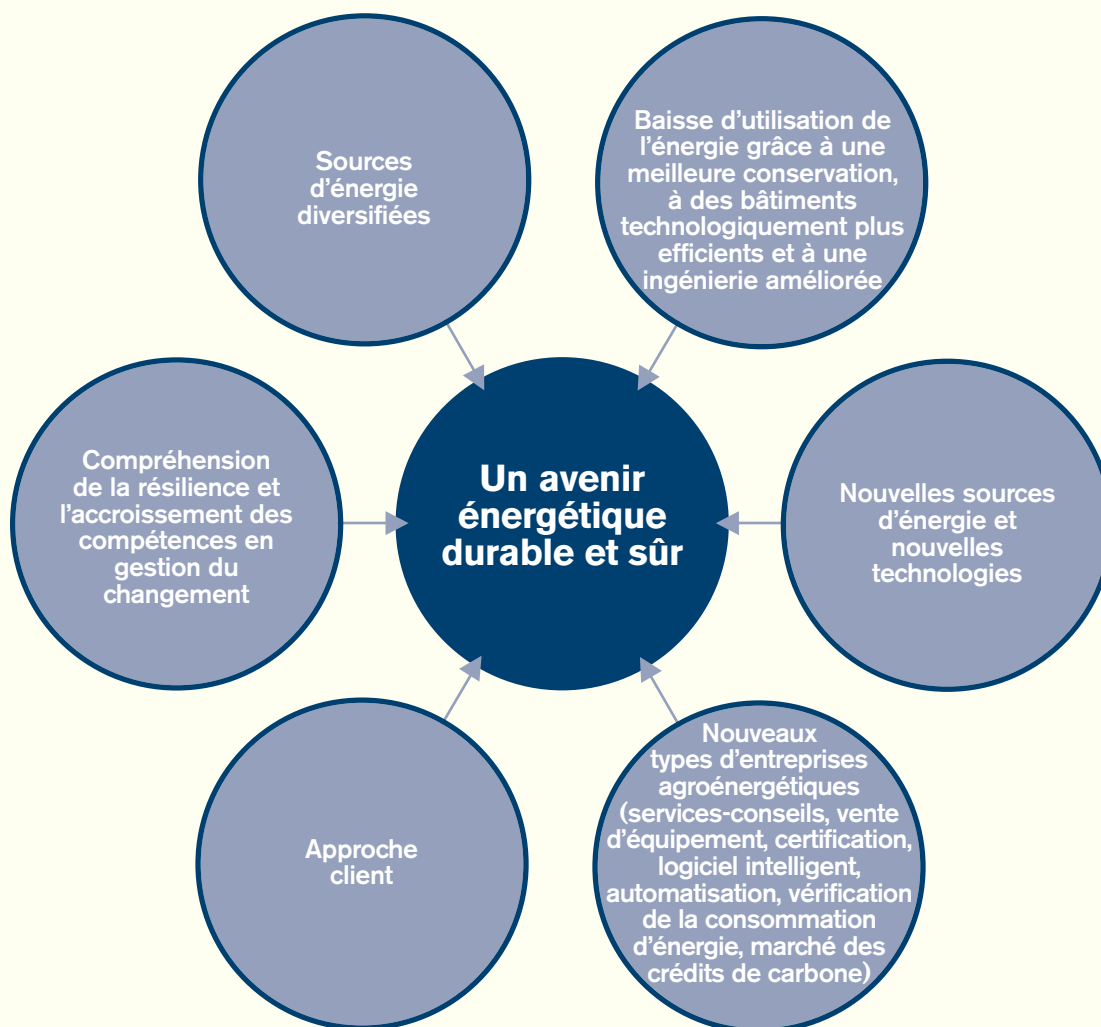 Sources
d'énergie
diversifiées
Baisse d'utilisation de
l'énergie grâce à une
meilleure conservation,
à des bâtiments
technologiquement plus
efficients et à une
ingénierie améliorée
Compréhension
de la résilience et
l'accroissement des
compétences en
gestion du
changement
Un avenir
énergétique
durable et sûr
Nouvelles sources
d'énergie et
nouvelles
technologies
Approche
client
Nouveaux
types d'entreprises
agroénergétiques
(services-conseils, vente
d'équipement, certification,
logiciel intelligent,
automatisation, vérification
de la consommation
d'énergie, marché des
crédits de carbone)